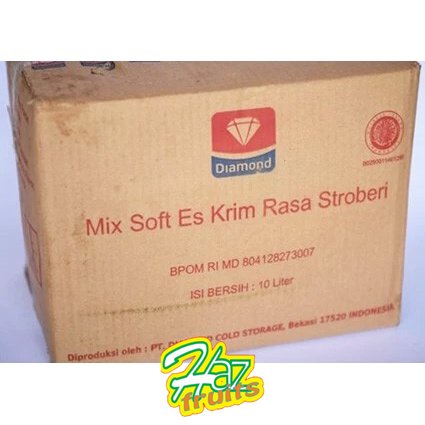 Diamond
Mix Soft Es Krim Rasa Stroberi
BPOM RI MD 804128273007
ISI BERSIH : 10 Liter
Diproduksi oleh : PT. COLD STORAGE, Bekasi 17520 INDONESIA
Haz
fruits